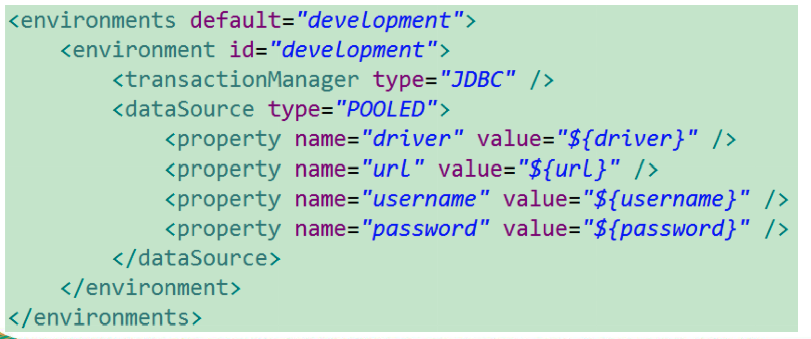 <environments default="development">
<environment id="development">
<transactionManager type="JDBC" />
<dataSource type="POOLED">
<property name="driver" value="${driver}" />
<property name="url" value="${url}" />
<property name="username" value="${username}" />
<property name="password" value="${password}" />
</dataSource>
</environment>
</environments>